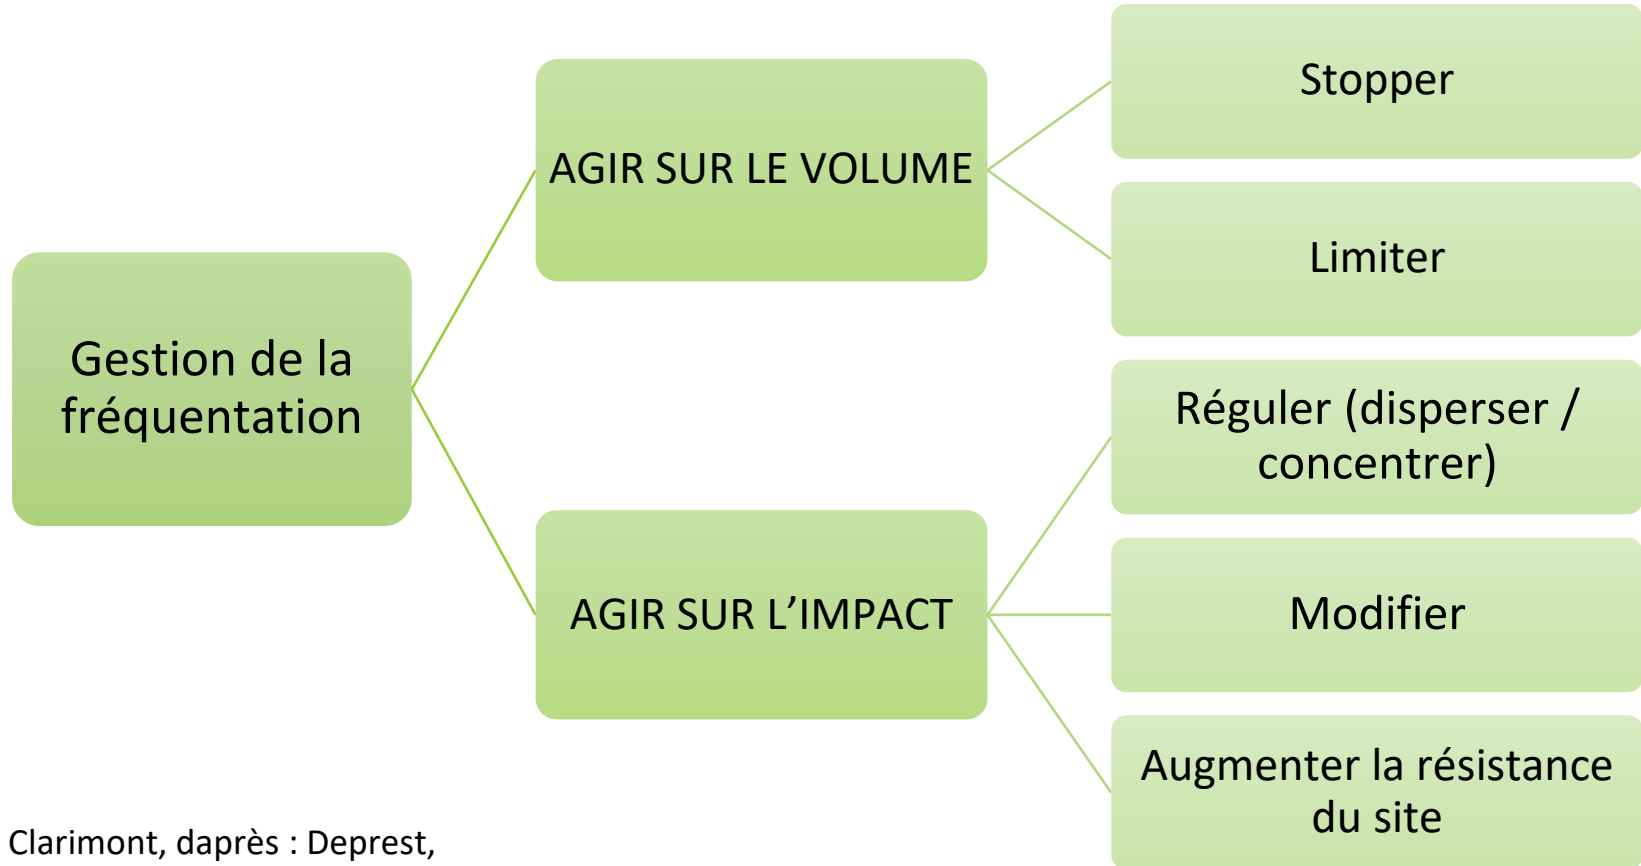 Gestion de la
fréquentation
AGIR SUR LE VOLUME
Stopper
Limiter
AGIR SUR L’IMPACT
Réguler (disperser /
concentrer)
Modifier
Augmenter la résistance
du site
Clarimont, daprès : Deprest,